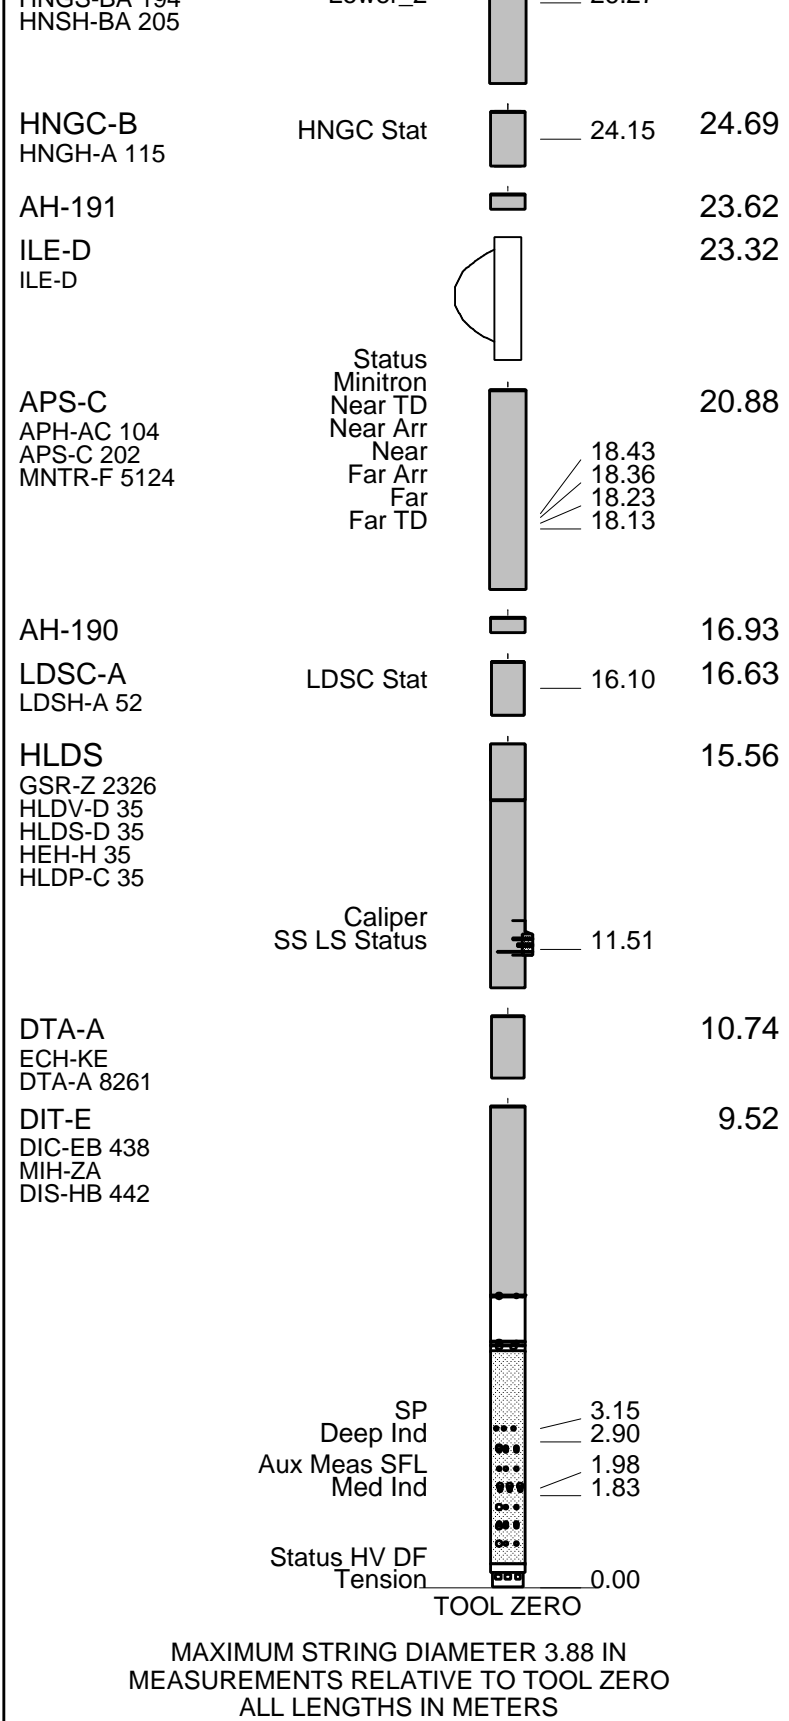 HNSH-BA 205
HNGC-B HNGC Stat 24.15 24.69
HNGH-A 115
AH-191 23.62
ILE-D 23.32
ILE-D
Status
Minitron
APS-C Near TD 20.88
APH-AC 104 Near Arr
APS-C 202 Near 18.43
MNTR-F 5124 Far Arr 18.36
Far 18.23
Far TD 18.13
AH-190 16.93
LDSC-A LDSC Stat 16.10 16.63
LDSH-A 52
HLDS 15.56
GSR-Z 2326
HLDV-D 35
HLDS-D 35
HEH-H 35
HLDP-C 35
Caliper
SS LS Status 11.51
DTA-A 10.74
ECH-KE
DTA-A 8261
DIT-E 9.52
DIC-EB 438
MIH-ZA
DIS-HB 442
SP 3.15
Deep Ind 2.90
Aux Meas SFL 1.98
Med Ind 1.83
Status HV DF
Tension 0.00
TOOL ZERO
MAXIMUM STRING DIAMETER 3.88 IN
MEASUREMENTS RELATIVE TO TOOL ZERO
ALL LENGTHS IN METERS